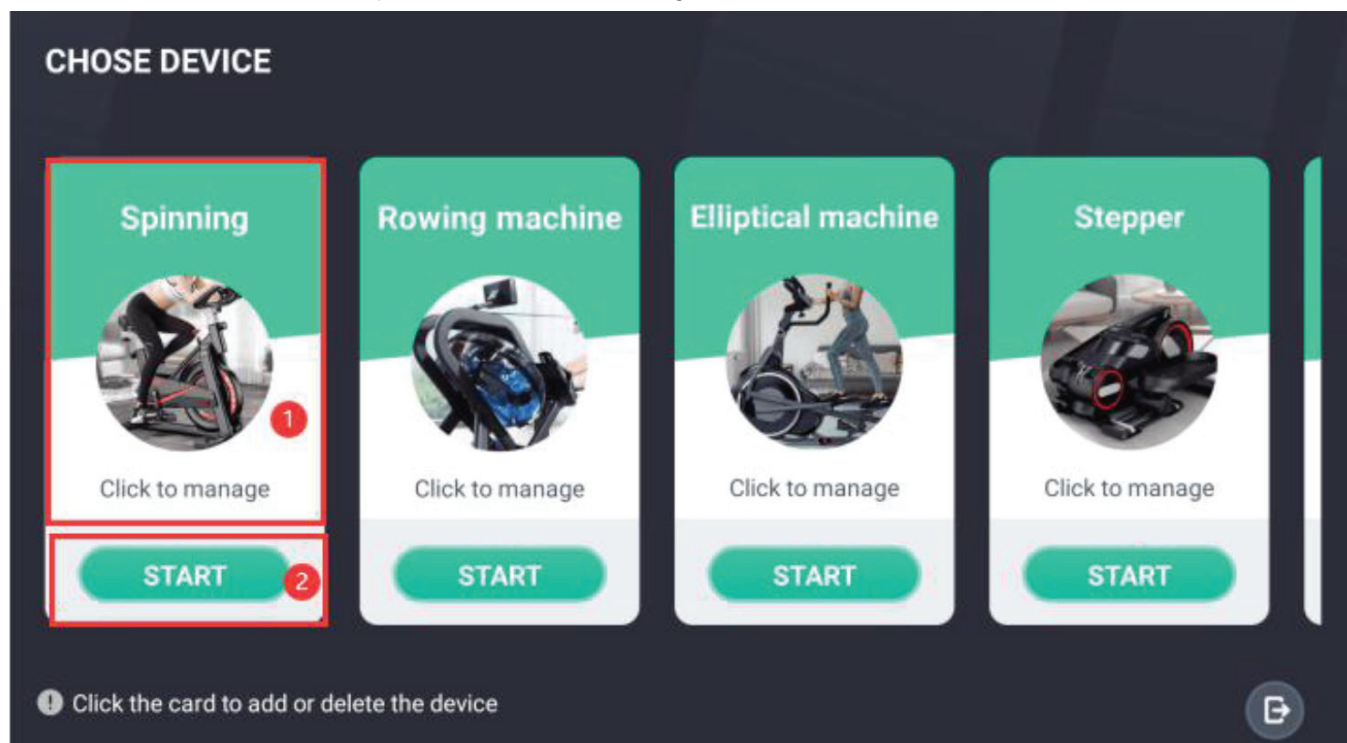 CHOSE DEVICE
Spinning
Rowing machine
Elliptical machine
Stepper
1
Click to manage
Click to manage
Click to manage
Click to manage
START
2
START
START
START
Click the card to add or delete the device